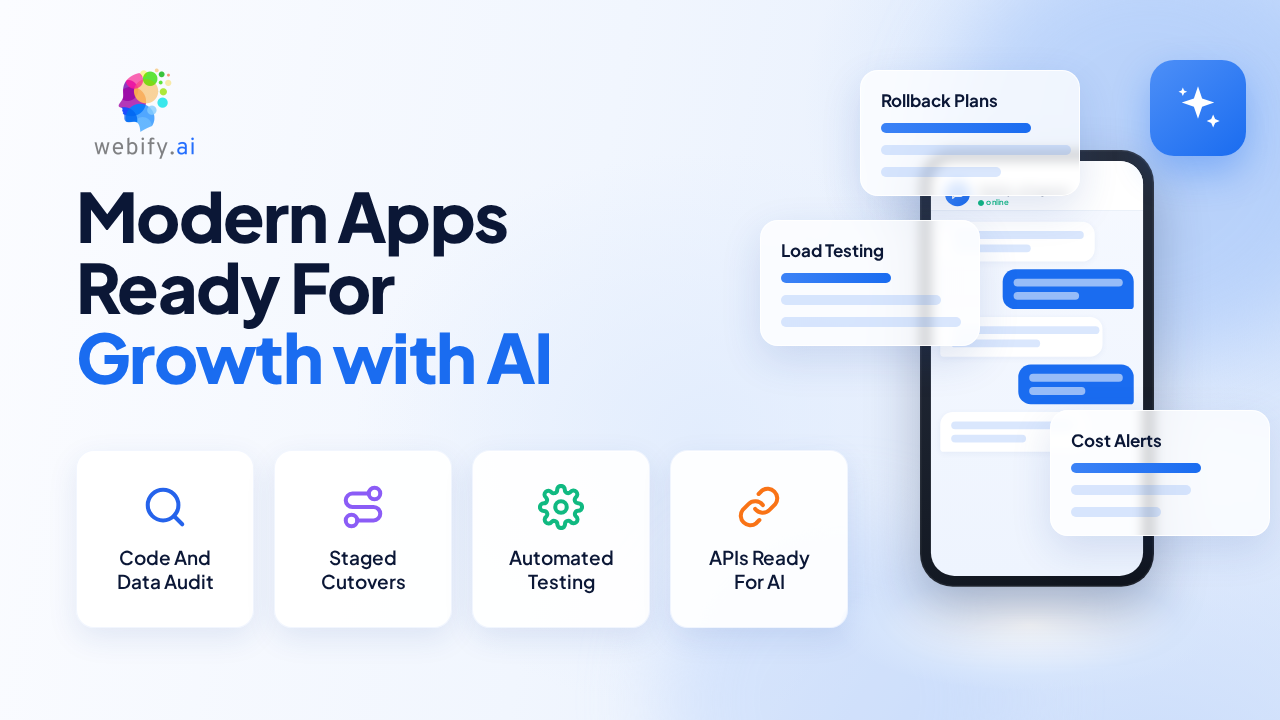 webify.ai
Modern Apps
Ready For
Growth with AI
Code And
Data Audit
Staged
Cutovers
Automated
Testing
APIs Ready
For AI
Rollback Plans
online
Load Testing
Cost Alerts